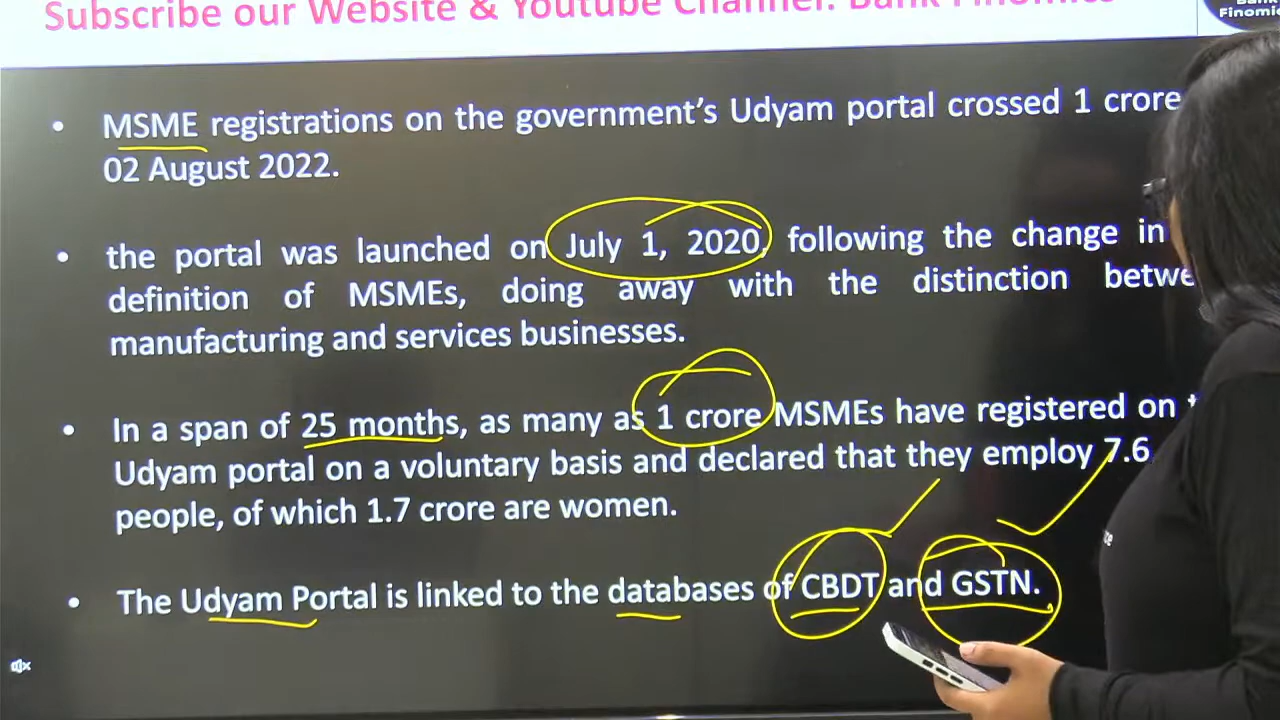 Subscribe our Website & Youtube Channel: Bank Finomics
Bank
Finomic
• MSME registrations on the government's Udyam portal crossed 1 crore
02 August 2022.
• the portal was launched on July 1, 2020, following the change in
definition of MSMEs, doing away with the distinction betwe
manufacturing and services businesses.
• In a span of 25 months, as many as 1 crore MSMEs have registered on
Udyam portal on a voluntary basis and declared that they employ 7.6
people, of which 1.7 crore are women.
• The Udyam Portal is linked to the databases of CBDT and GSTN.